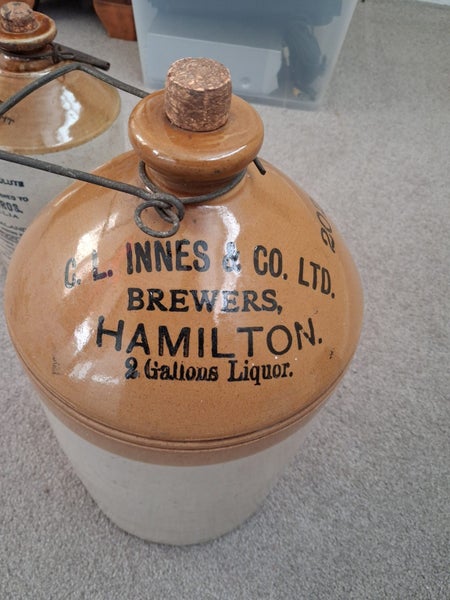 C. L. INNES & CO. LTD.
BREWERS,
HAMILTON.
2 Gallons Liquor.